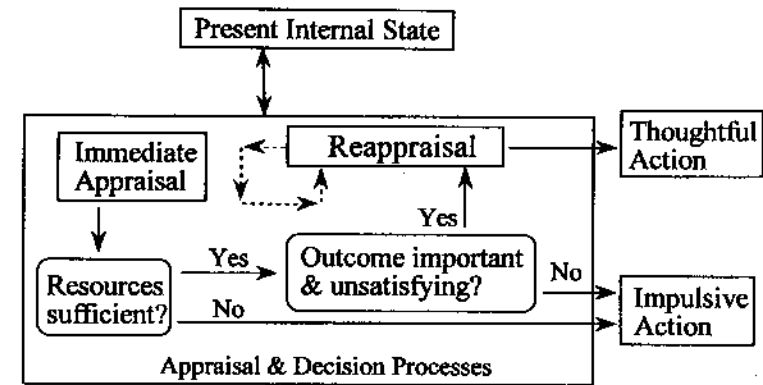 Present Internal State
Immediate
Appraisal
Reappraisal
Thoughtful
Action
Yes
Resources
sufficient?
Yes
No
Outcome important
& unsatisfying?
No
Impulsive
Action
Appraisal & Decision Processes